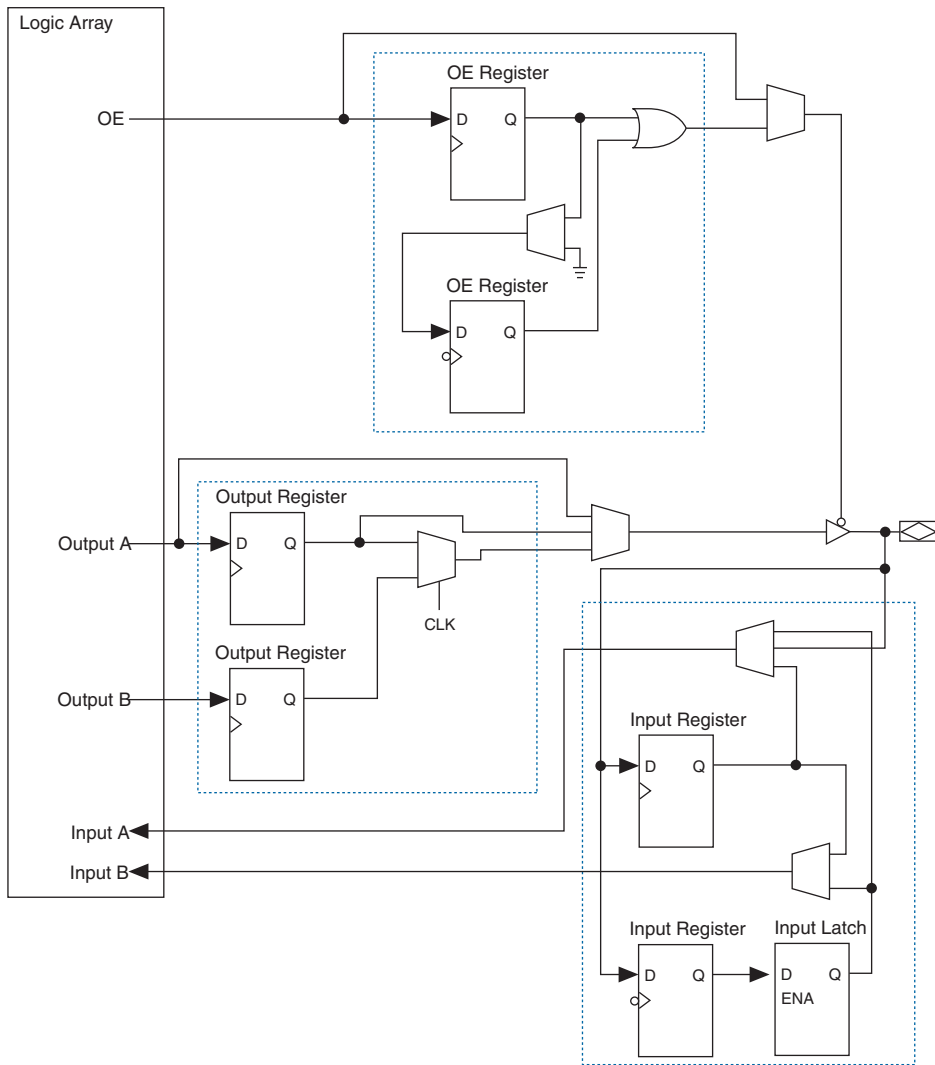 Logic Array
OE
OE Register
D Q
OE Register
D Q
Output Register
Output A
D Q
CLK
Output Register
Output B
D Q
Input Register
D Q
Input A
Input B
Input Register
D Q
Input Latch
D Q
ENA